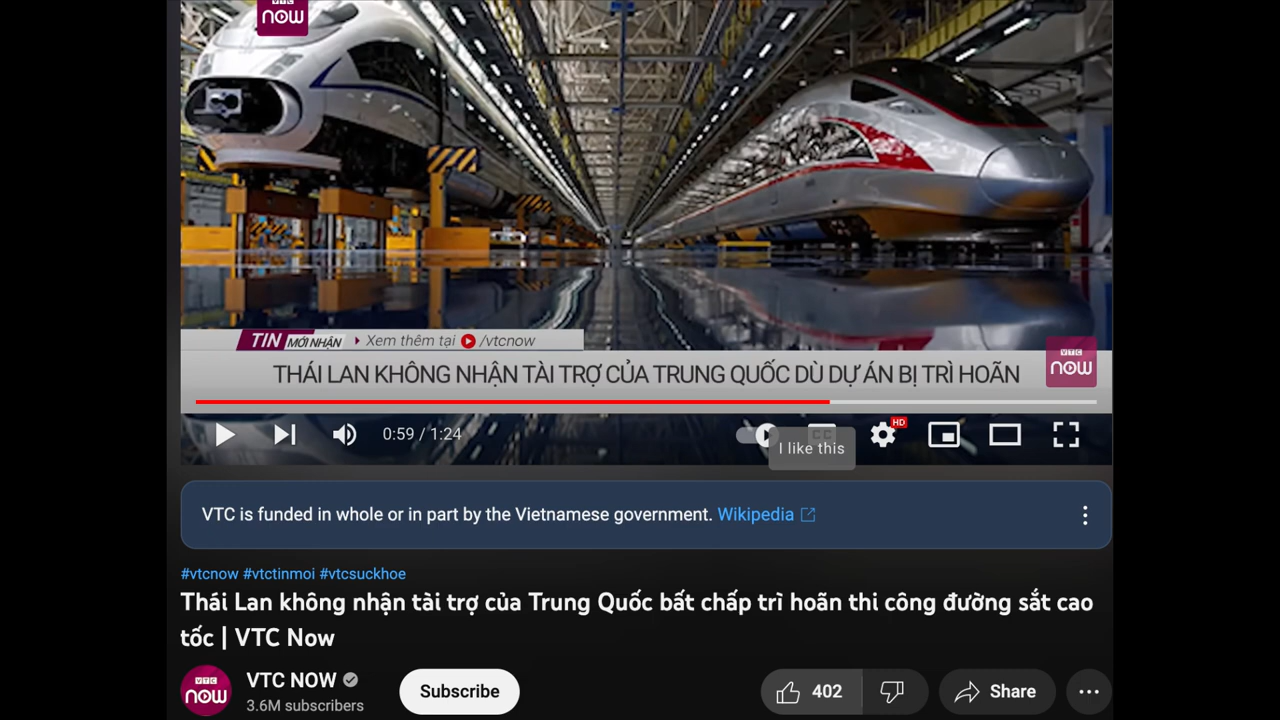 VTC
NOW
TIN MỚI NHẬN Xem thêm tại /vtcnow
THÁI LAN KHÔNG NHẬN TÀI TRỢ CỦA TRUNG QUỐC DÙ DỰ ÁN BỊ TRÌ HOÃN
VTC
NOW
0:59 / 1:24
CC
HD
I like this
VTC is funded in whole or in part by the Vietnamese government. Wikipedia
#vtcnow #vtctinmoi #vtcsuckhoe
Thái Lan không nhận tài trợ của Trung Quốc bất chấp trì hoãn thi công đường sắt cao
tốc | VTC Now
VTC
NOW
VTC NOW
3.6M subscribers
Subscribe
402
Share